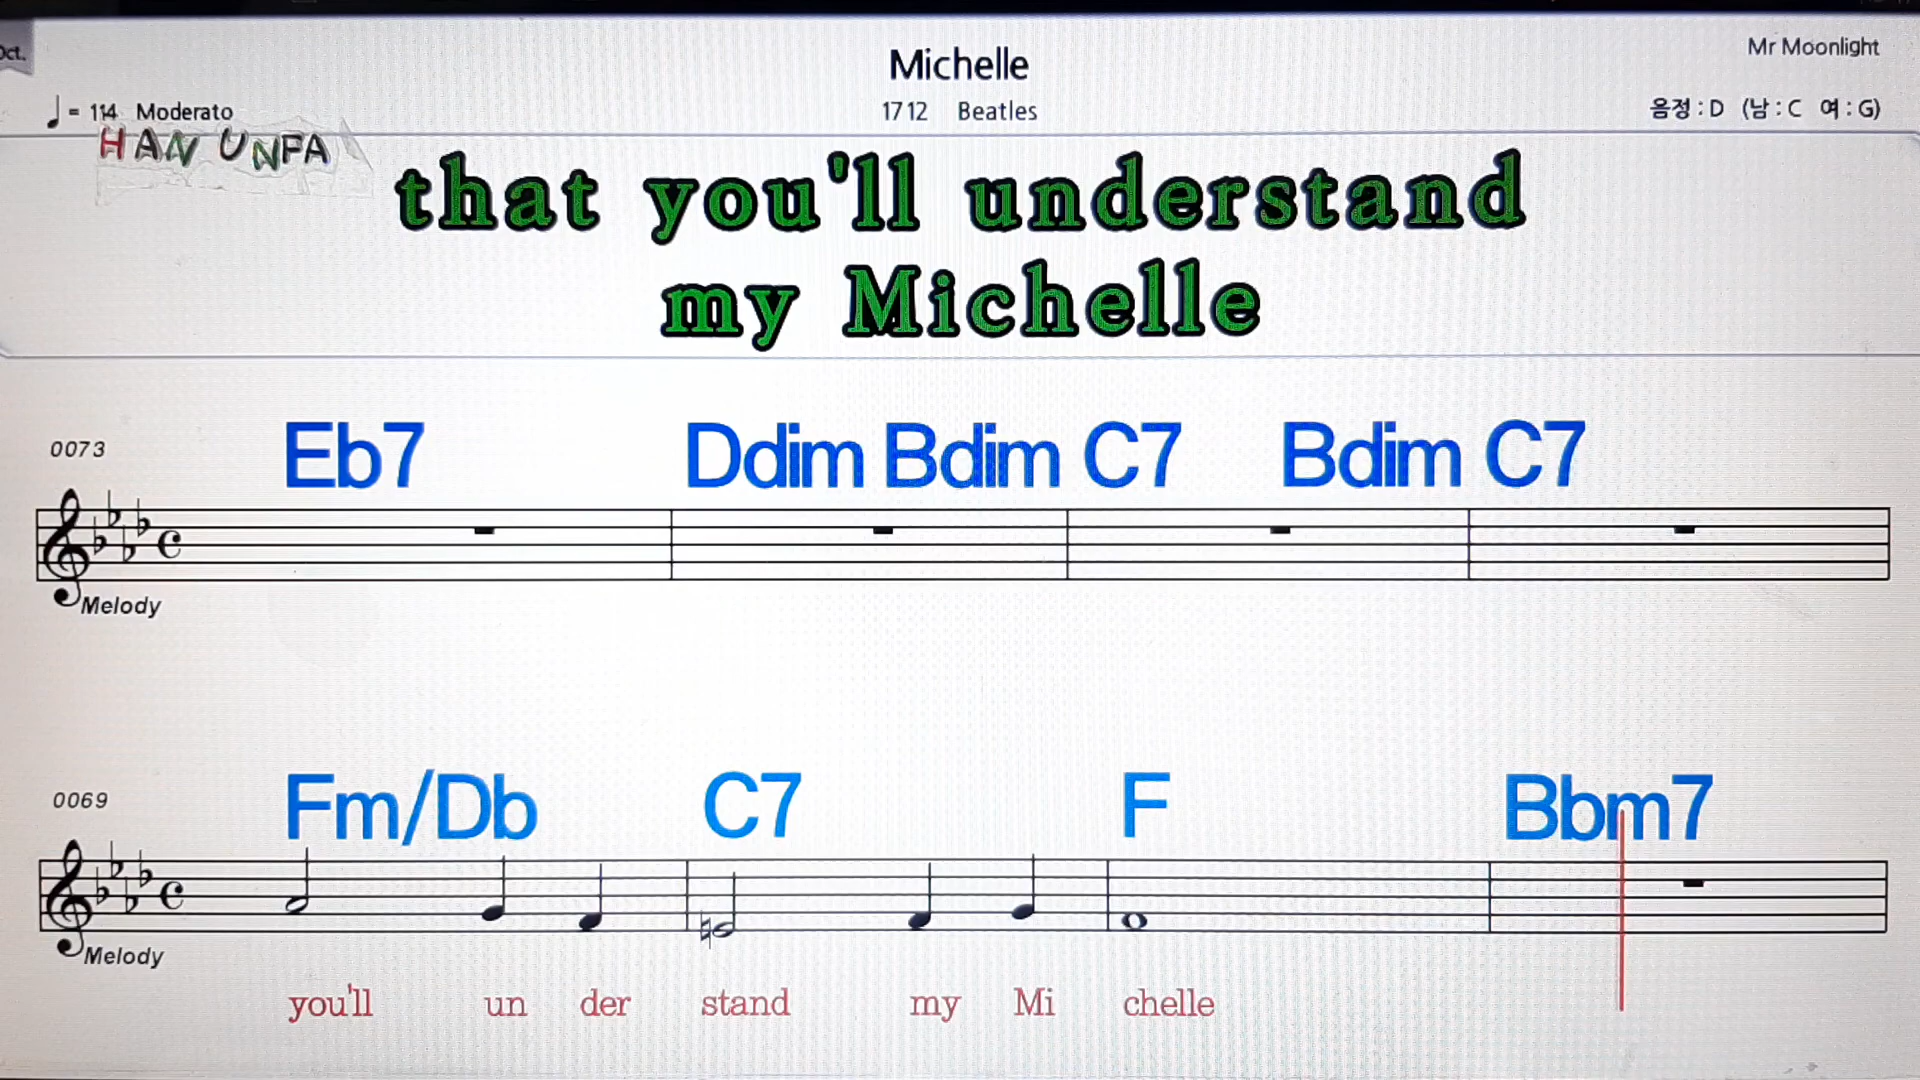 Oct.
Michelle
Mr Moonlight
= 114 Moderato
1712 Beatles
음정 : D (남 : C 여 : G)
HAN UNFA
that you'll understand
my Michelle
0073
Eb7 Ddim Bdim C7 Bdim C7
Melody
0069
Fm/Db C7 F Bbm7
Melody
you'll un der stand my Mi chelle